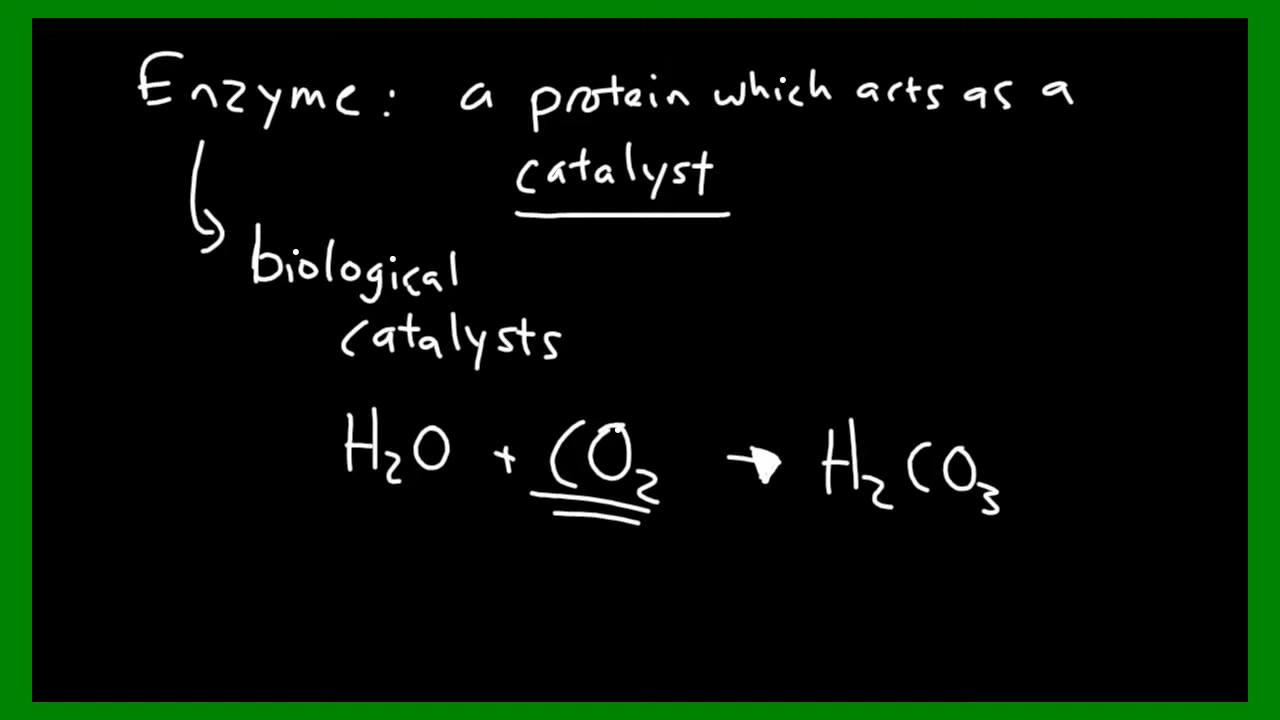 Enzyme: a protein which acts as a
catalyst
biological
catalysts
H₂O + CO₂ → H₂CO₃